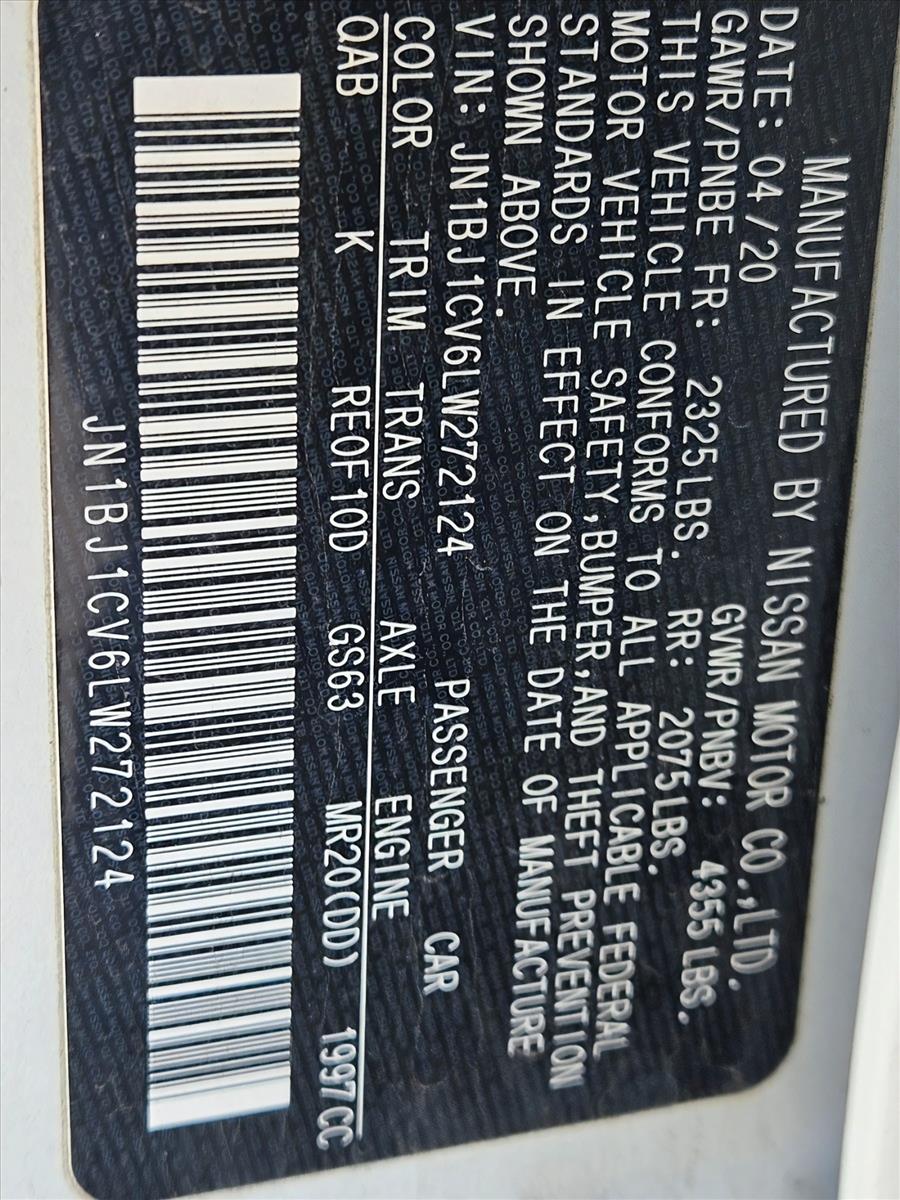 MANUFACTURED BY NISSAN MOTOR CO.,LTD.
DATE: 04/20 GVWR/PNBV: 4355LBS.
GAWR/PNBE FR: 2325LBS. RR: 2075LBS.
THIS VEHICLE CONFORMS TO ALL APPLICABLE FEDERAL
MOTOR VEHICLE SAFETY,BUMPER,AND THEFT PREVENTION
STANDARDS IN EFFECT ON THE DATE OF MANUFACTURE
SHOWN ABOVE.
VIN: JN1BJ1CV6LW272124 PASSENGER CAR
COLOR TRIM TRANS AXLE ENGINE
QAB K REOF10D GS63 MR20(DD) 1997CC
JN1BJ1CV6LW272124